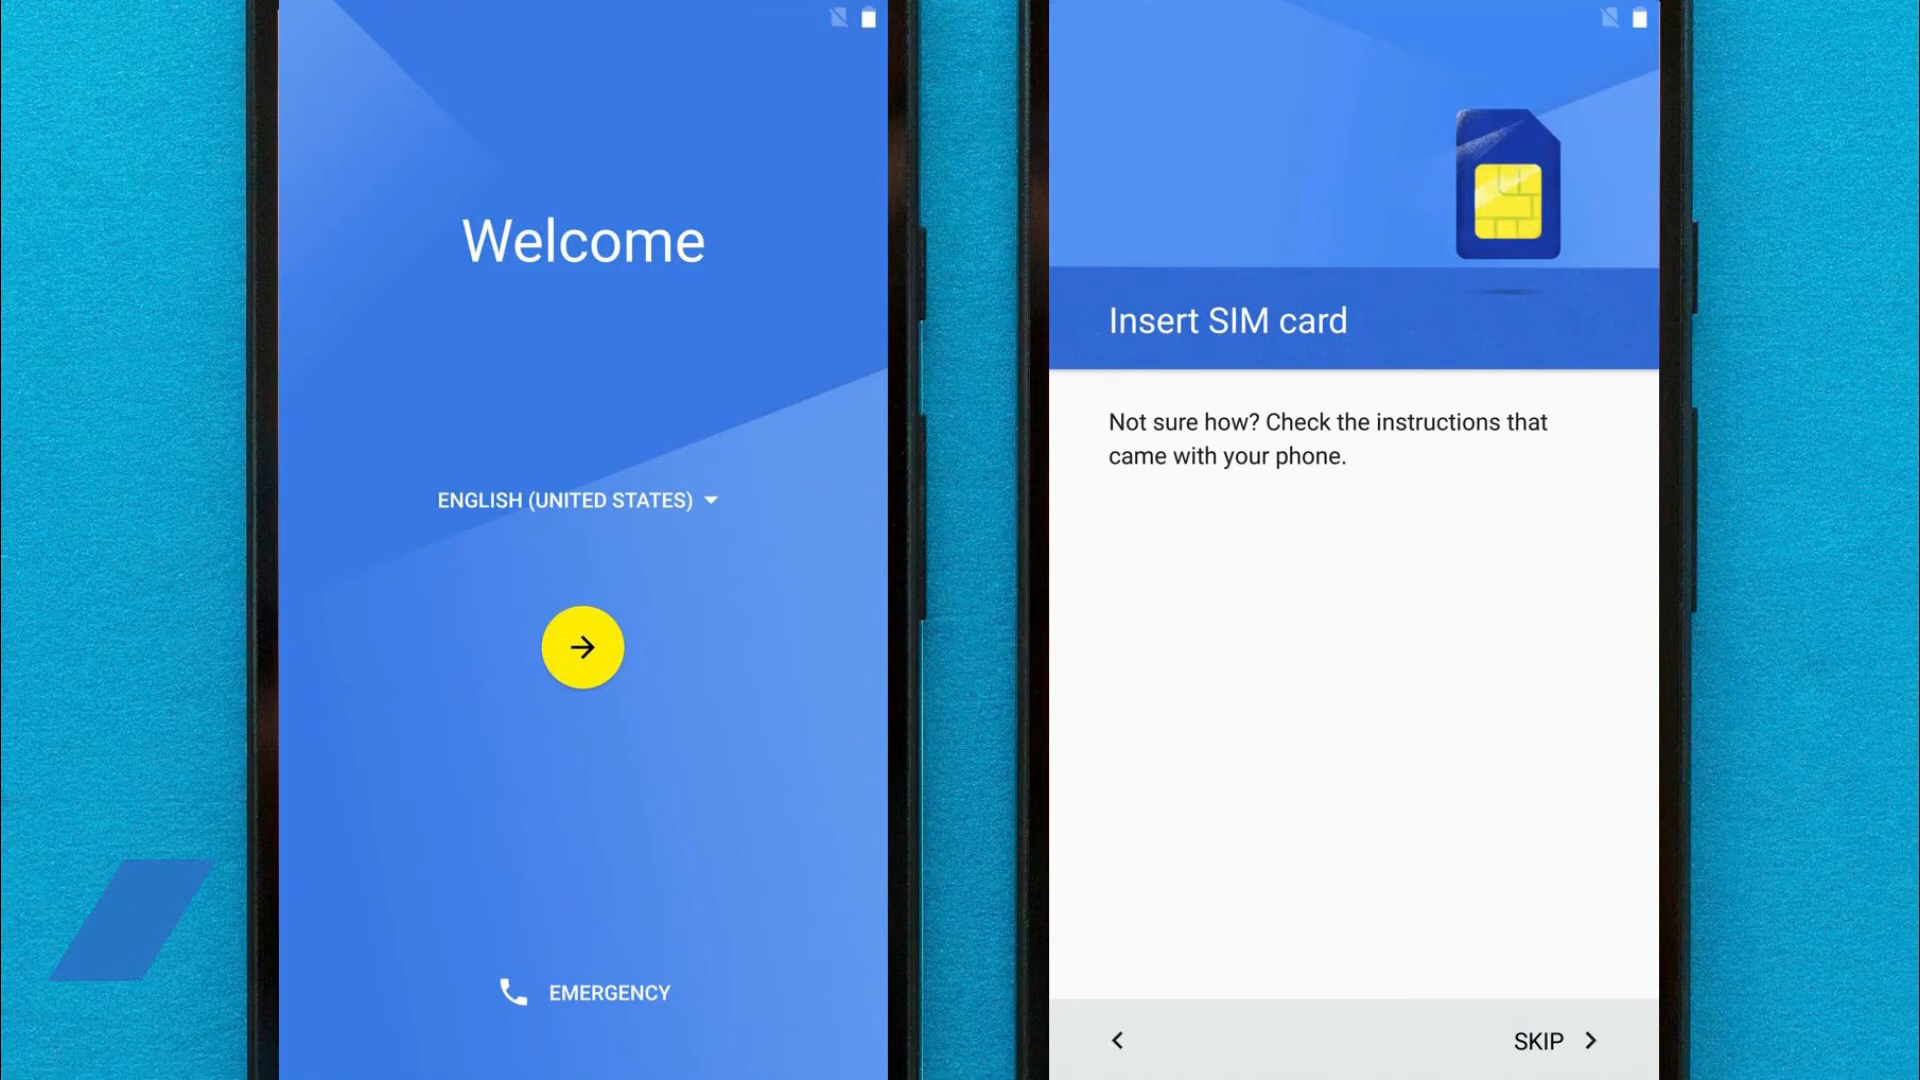 Welcome
ENGLISH (UNITED STATES)
EMERGENCY
Insert SIM card
Not sure how? Check the instructions that
came with your phone.
SKIP